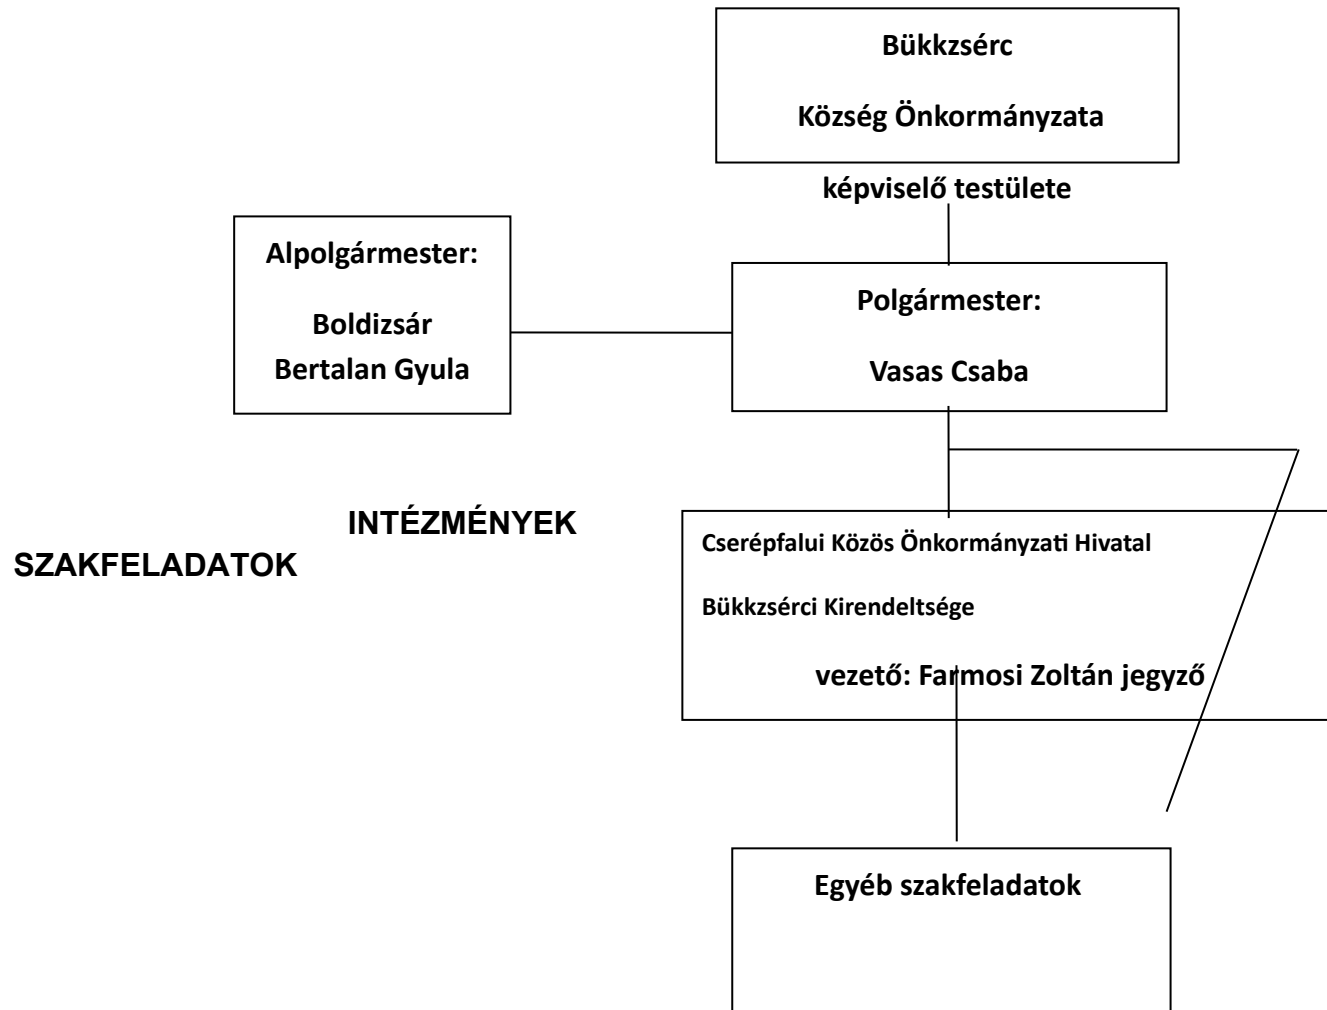 Bükkzsérc
Község Önkormányzata
képviselő testülete
Alpolgármester:
Boldizsár
Bertalan Gyula
Polgármester:
Vasas Csaba
INTÉZMÉNYEK
SZAKFELADATOK
Cserépfalui Közös Önkormányzati Hivatal
Bükkzsérci Kirendeltsége
vezető: Farmosi Zoltán jegyző
Egyéb szakfeladatok